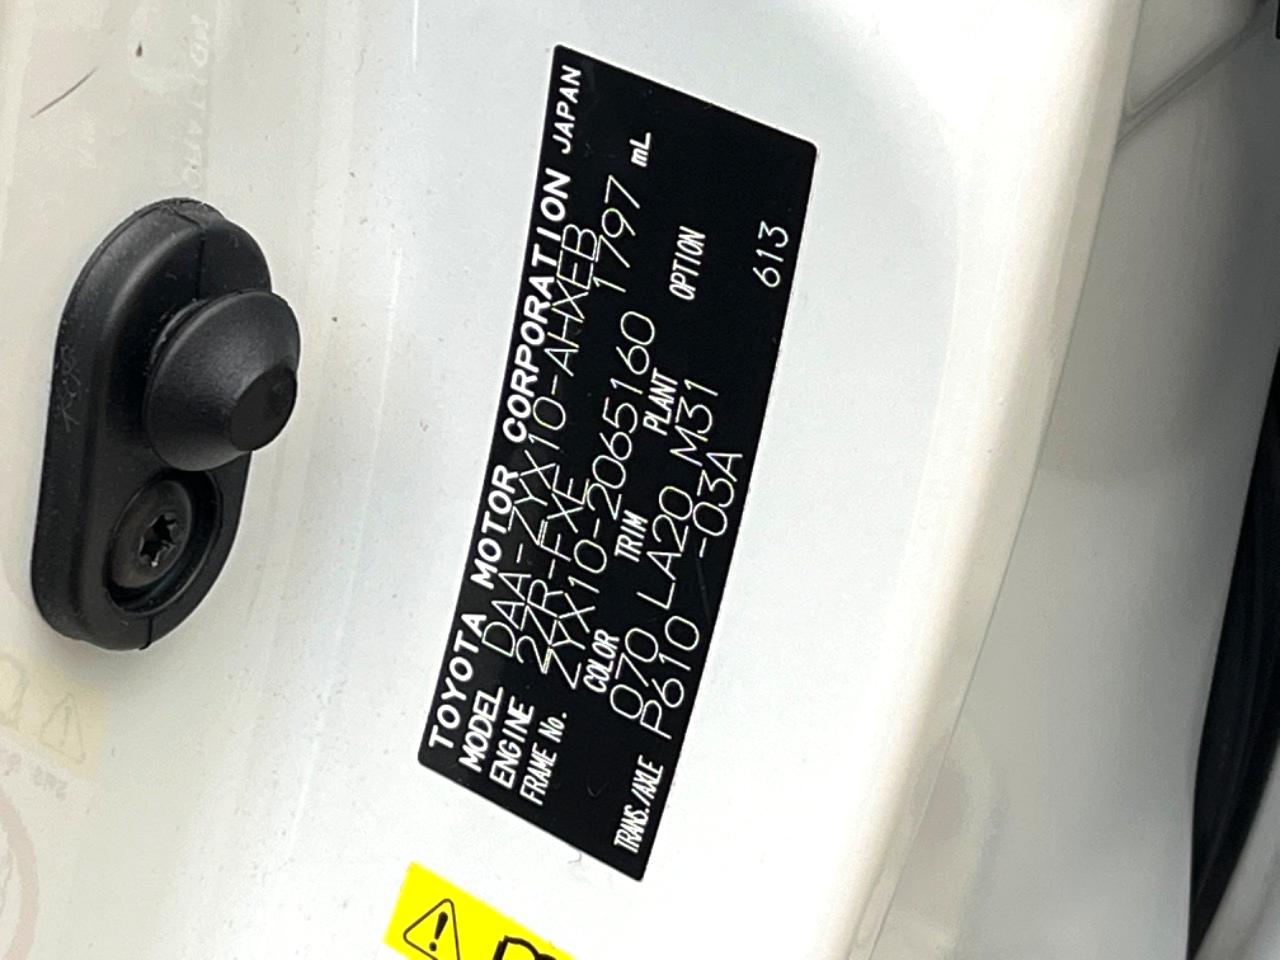 TOYOTA MOTOR CORPORATION JAPAN
MODEL DAA-ZYX10-AHXEB
ENGINE 2ZR-FXE 1797 mL
FRAME No. ZYX10-2065160
COLOR TRIM PLANT OPTION
070 LA20 M31
TRANS./AXLE P610 -03A 613